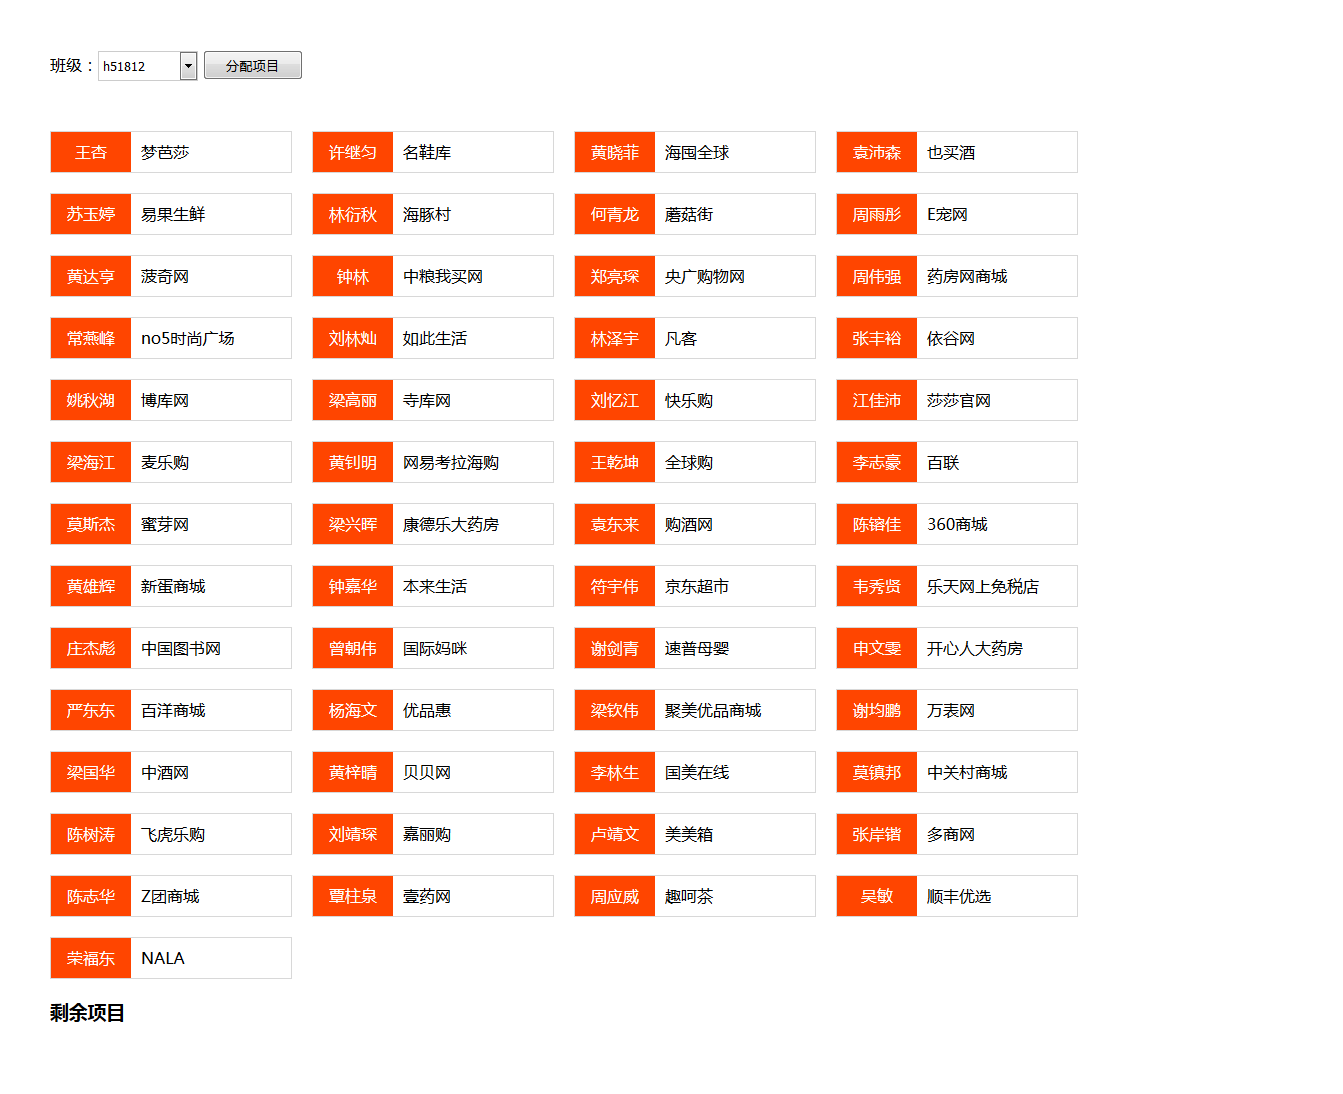 班级：h51812 分配项目
王杏 梦芭莎 许继匀 名鞋库 黄晓菲 海囤全球 袁沛森 也买酒
苏玉婷 易果生鲜 林衍秋 海豚村 何青龙 蘑菇街 周雨彤 E宠网
黄达亨 菠奇网 钟林 中粮我买网 郑亮琛 央广购物网 周伟强 药房网商城
常燕峰 no5时尚广场 刘林灿 如此生活 林泽宇 凡客 张丰裕 依谷网
姚秋湖 博库网 梁高丽 寺库网 刘忆江 快乐购 江佳沛 莎莎官网
梁海江 麦乐购 黄钊明 网易考拉海购 王乾坤 全球购 李志豪 百联
莫斯杰 蜜芽网 梁兴晖 康德乐大药房 袁东来 购酒网 陈镕佳 360商城
黄雄辉 新蛋商城 钟嘉华 本来生活 符宇伟 京东超市 韦秀贤 乐天网上免税店
庄杰彪 中国图书网 曾朝伟 国际妈咪 谢剑青 速普母婴 申文雯 开心人大药房
严东东 百洋商城 杨海文 优品惠 梁钦伟 聚美优品商城 谢均鹏 万表网
梁国华 中酒网 黄梓晴 贝贝网 李林生 国美在线 莫镇邦 中关村商城
陈树涛 飞虎乐购 刘靖琛 嘉丽购 卢靖文 美美箱 张岸锴 多商网
陈志华 Z团商城 覃柱泉 壹药网 周应威 趣呵茶 吴敏 顺丰优选
荣福东 NALA
剩余项目